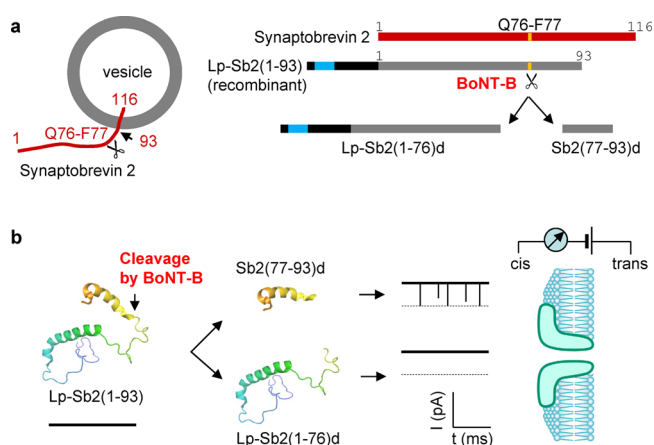 a
vesicle
116
1
Q76-F77
93
Synaptobrevin 2
1
Q76-F77
116
Synaptobrevin 2
Lp-Sb2(1-93)
(recombinant)
1
93
BoNT-B
Lp-Sb2(1-76)d
Sb2(77-93)d
b
Cleavage
by BoNT-B
Lp-Sb2(1-93)
Sb2(77-93)d
Lp-Sb2(1-76)d
I (pA)
t (ms)
cis
trans